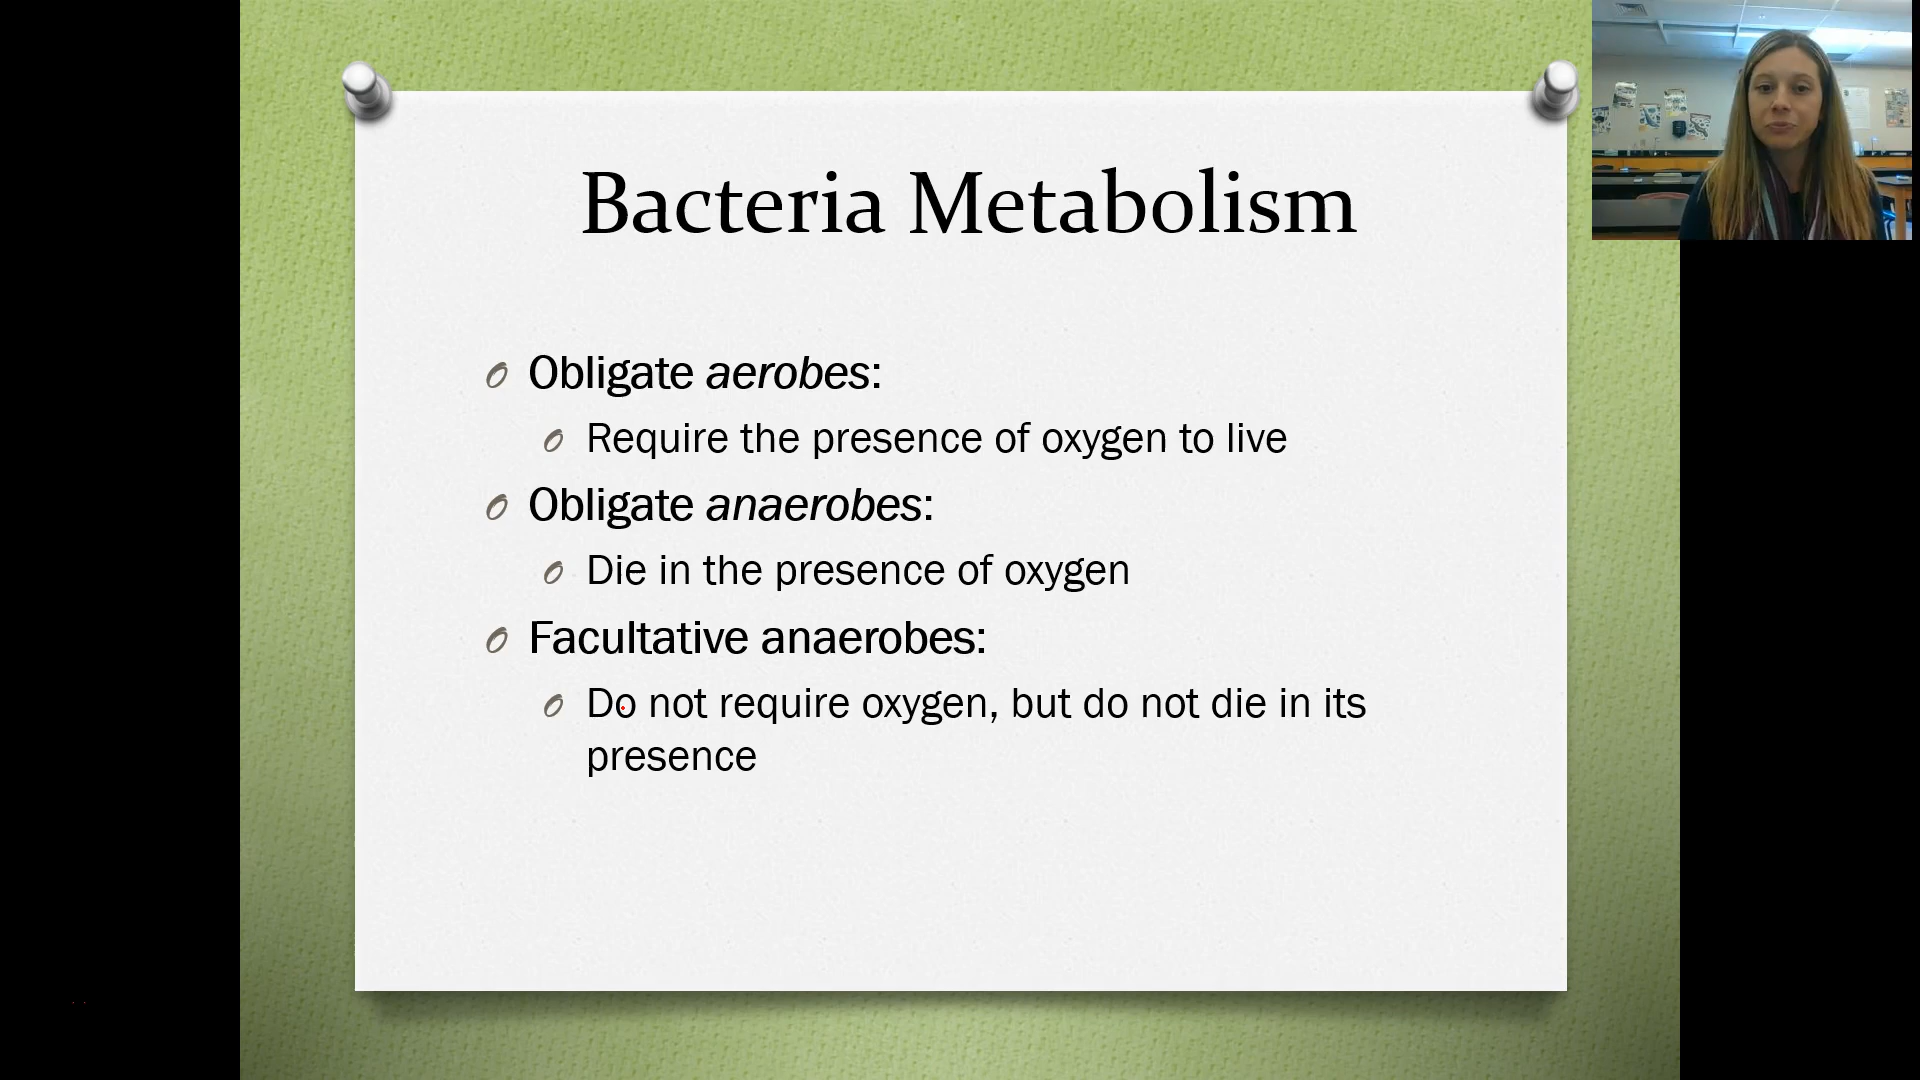 Bacteria Metabolism
Obligate aerobes:
Require the presence of oxygen to live
Obligate anaerobes:
Die in the presence of oxygen
Facultative anaerobes:
Do not require oxygen, but do not die in its
presence